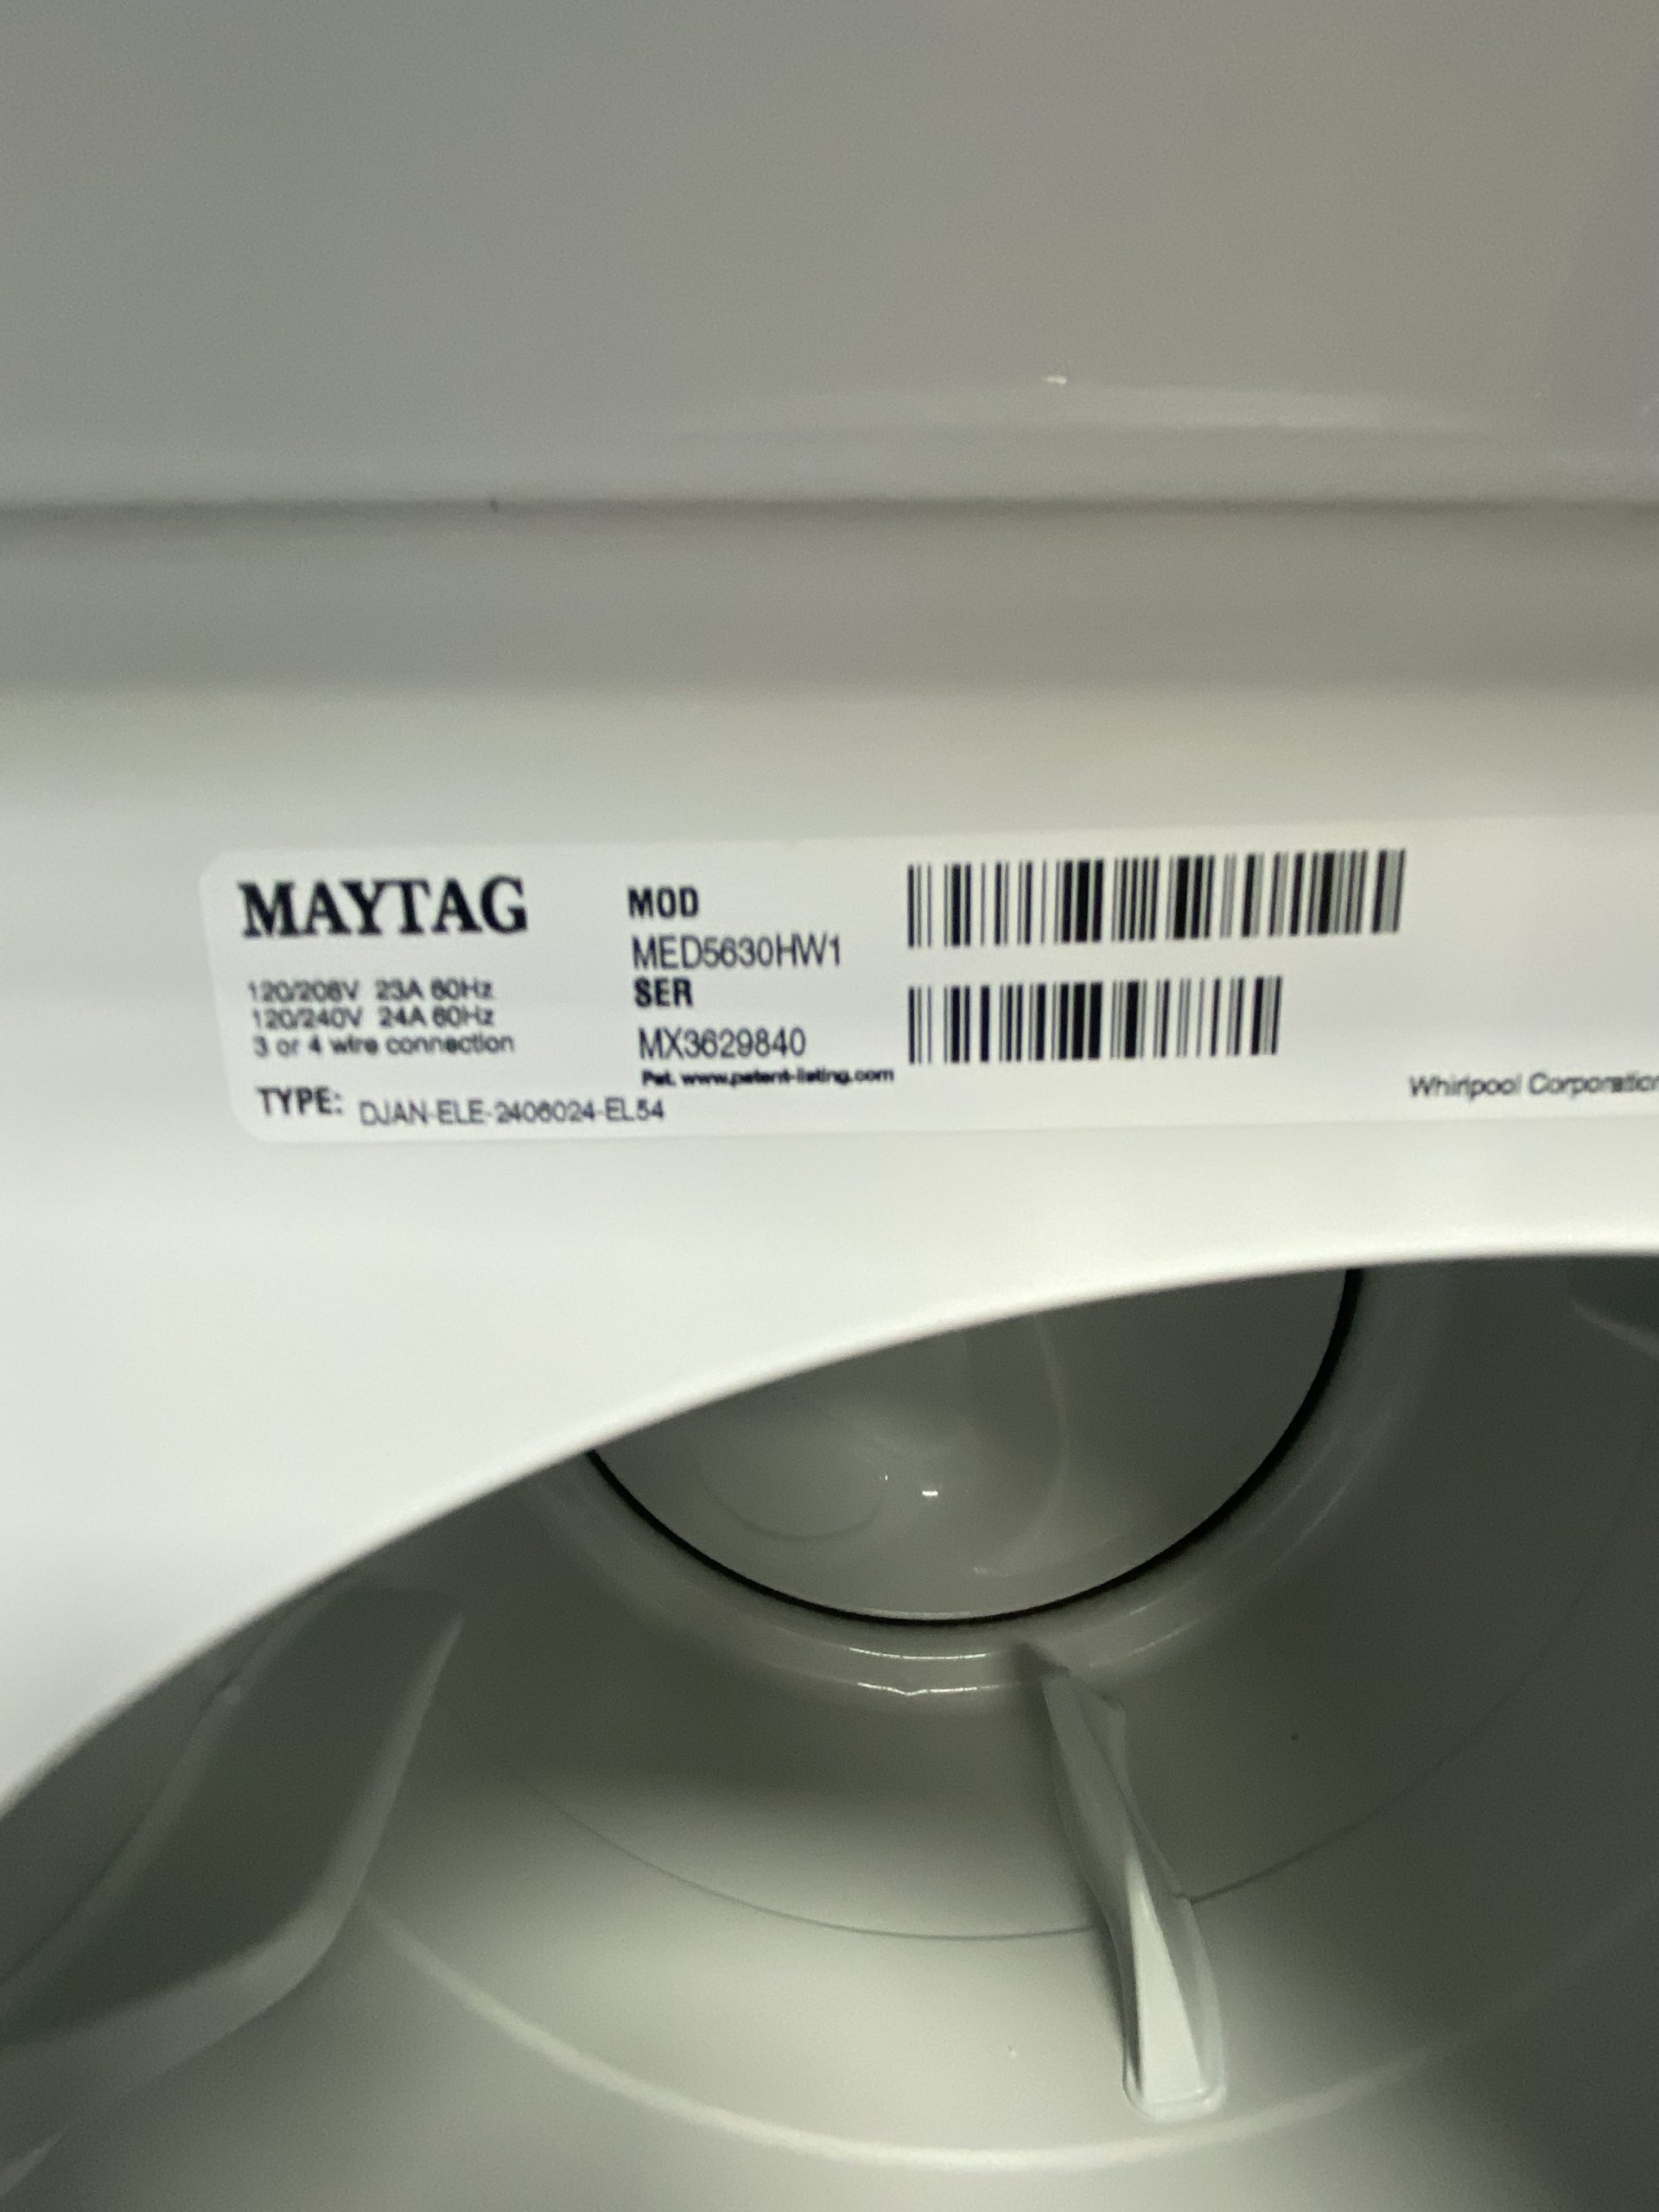 MAYTAG
120/208V 23A 60Hz
120/240V 24A 60Hz
3 or 4 wire connection
TYPE: DJAN-ELE-2406024-EL54
MOD
MED5630HW1
SER
MX3629840
Pat. www.patent-listing.com
Whirlpool Corporation